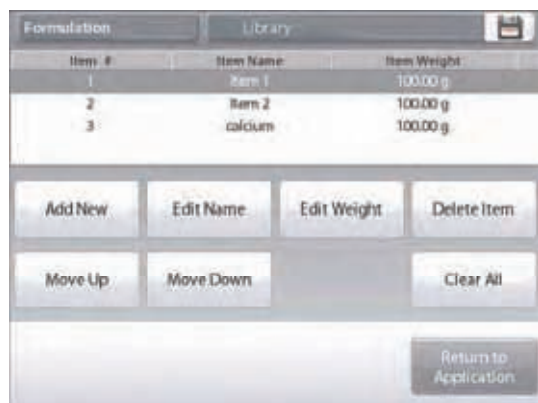 Formulation Library
Item # Item Name Item Weight
1 Item 1 100.00 g
2 Item 2 100.00 g
3 calcium 100.00 g
Add New Edit Name Edit Weight Delete Item
Move Up Move Down Clear All
Return to
Application